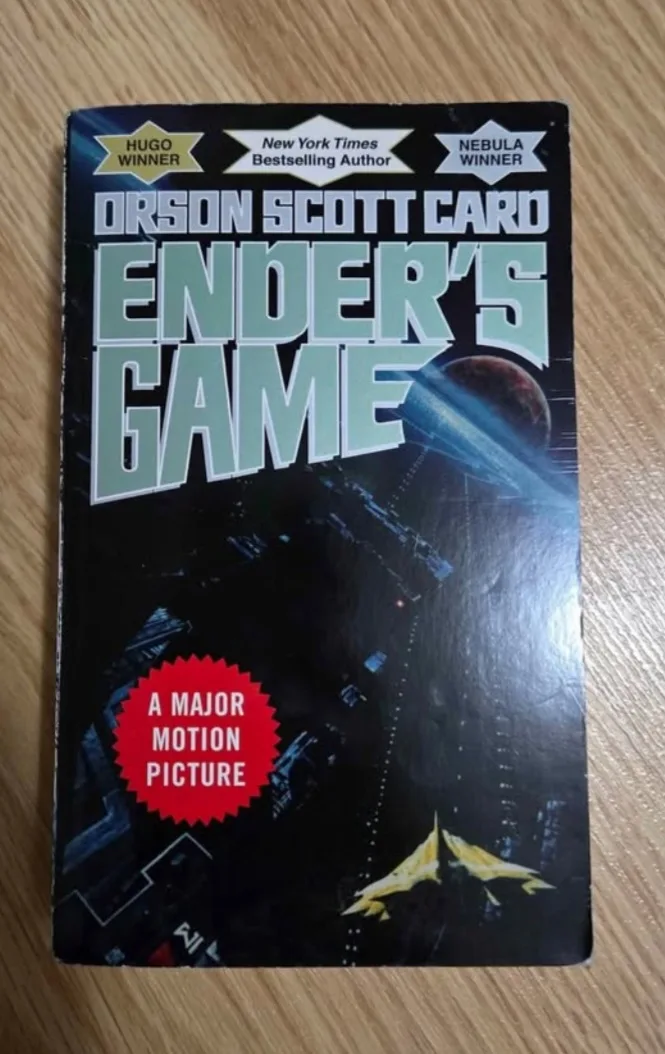 HUGO
WINNER
New York Times
Bestselling Author
NEBULA
WINNER
ORSON SCOTT CARD
ENDER'S
GAME
A MAJOR
MOTION
PICTURE